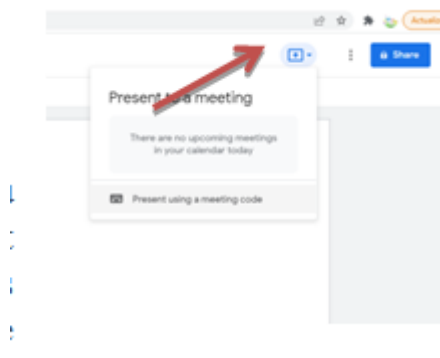 Share
Present to a meeting
There are no upcoming meetings
in your calendar today
Present using a meeting code